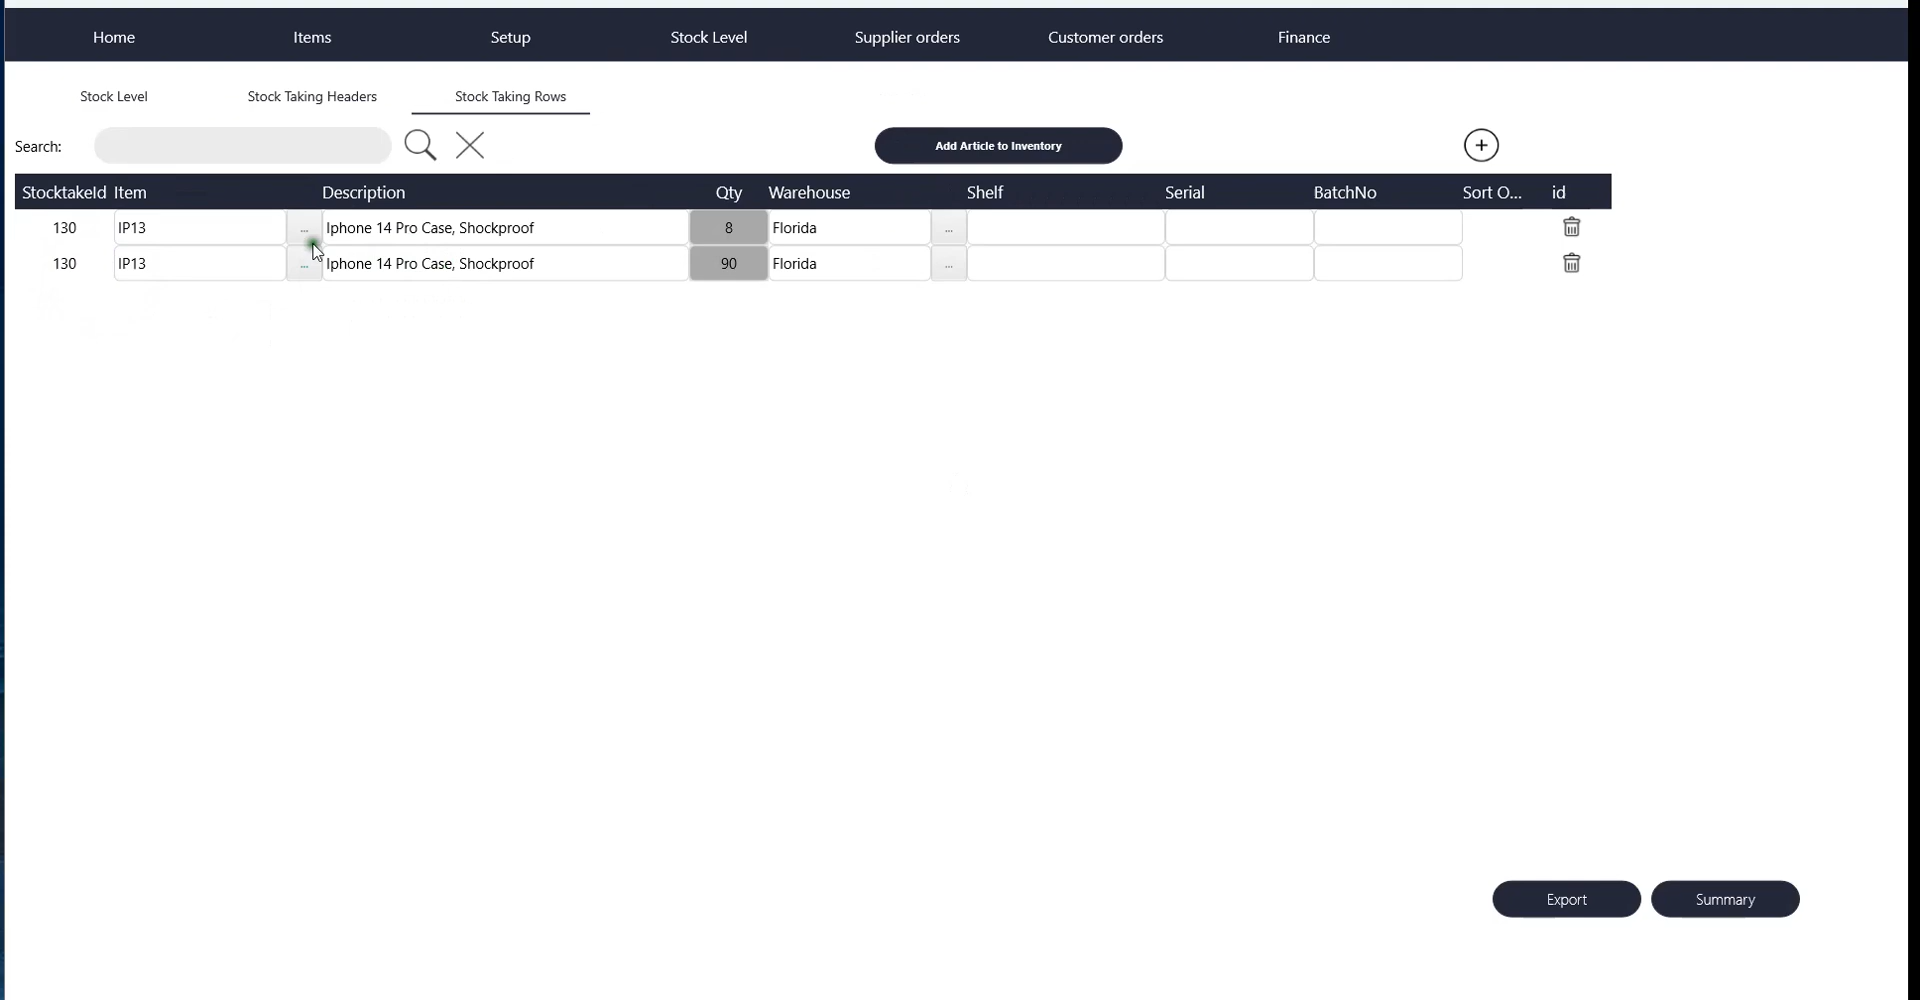 Home Items Setup Stock Level Supplier orders Customer orders Finance
Stock Level Stock Taking Headers Stock Taking Rows
Search: Add Article to Inventory
StocktakeId Item Description Qty Warehouse Shelf Serial BatchNo Sort O... id
130 IP13 ... Iphone 14 Pro Case, Shockproof 8 Florida ...
130 IP13 ... Iphone 14 Pro Case, Shockproof 90 Florida ...
Export Summary